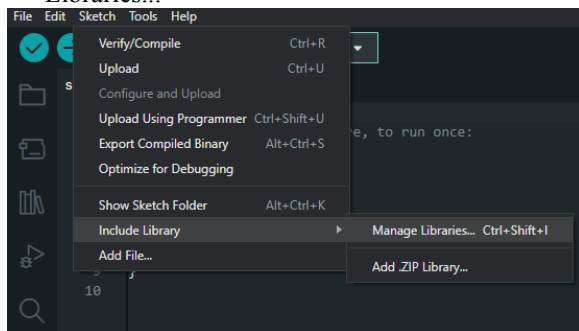 Libraries...
File Edit Sketch Tools Help
Verify/Compile Ctrl+R
Upload Ctrl+U
Configure and Upload
Upload Using Programmer Ctrl+Shift+U
Export Compiled Binary Alt+Ctrl+S
Optimize for Debugging
Show Sketch Folder Alt+Ctrl+K
Include Library
Add File...
Manage Libraries... Ctrl+Shift+I
Add .ZIP Library...
s
e, to run once:
9 }
10